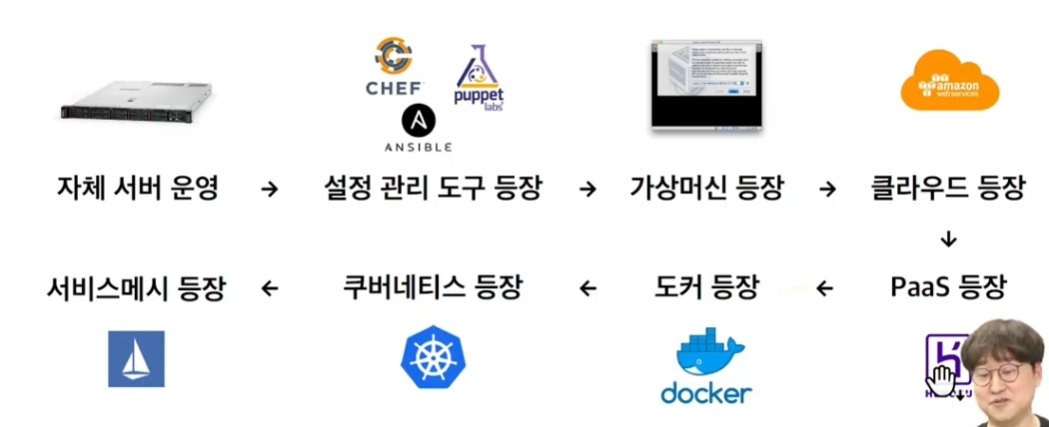 CHEF
puppet
labs
ANSIBLE
amazon
web services
자체 서버 운영 → 설정 관리 도구 등장 → 가상머신 등장 → 클라우드 등장
↓
서비스메시 등장 ← 쿠버네티스 등장 ← 도커 등장 ← PaaS 등장
docker